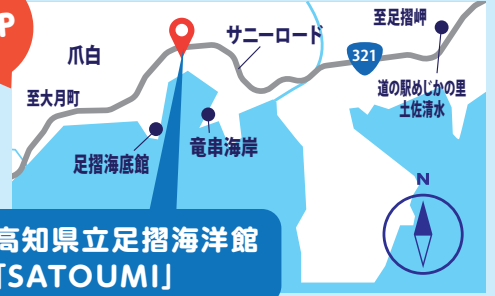 P
至足摺岬
サニーロード
爪白
321
道の駅めじかの里
土佐清水
至大月町
竜串海岸
足摺海底館
N
高知県立足摺海洋館
「SATOUMI」